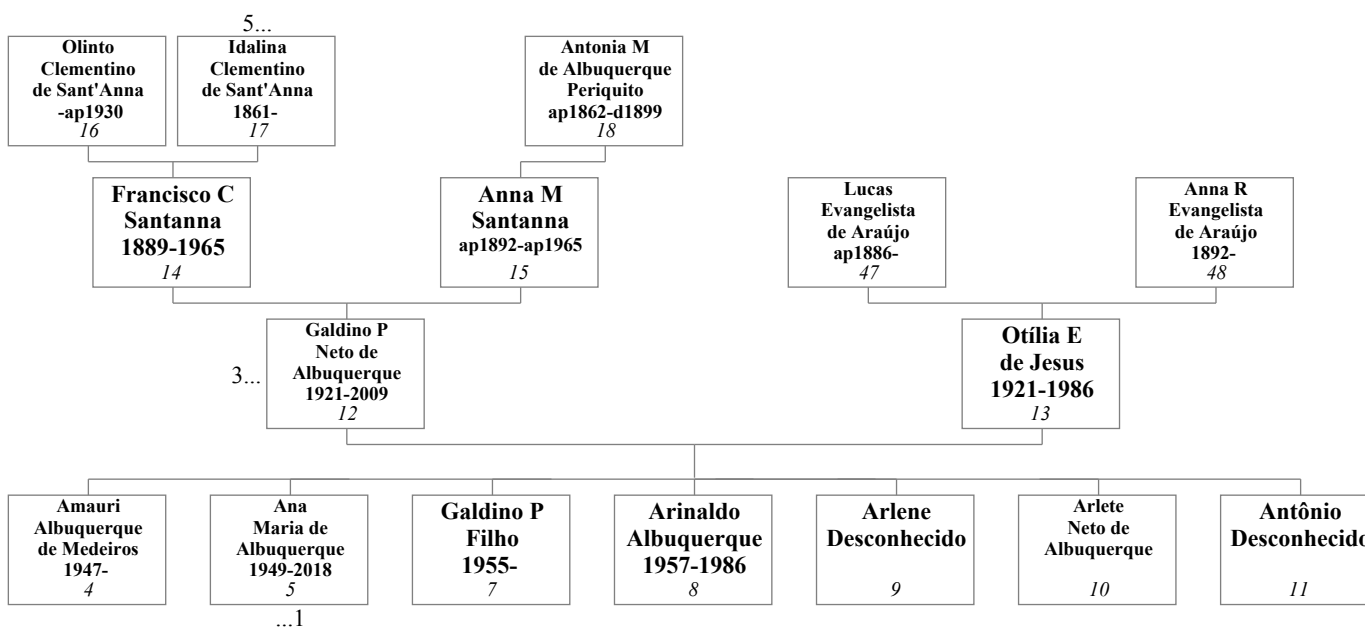 5...
Olinto
Clementino
de Sant'Anna
-ap1930
16
Idalina
Clementino
de Sant'Anna
1861-
17
Antonia M
de Albuquerque
Periquito
ap1862-d1899
18
Francisco C
Santanna
1889-1965
14
Anna M
Santanna
ap1892-ap1965
15
Lucas
Evangelista
de Araújo
ap1886-
47
Anna R
Evangelista
de Araújo
1892-
48
3...
Galdino P
Neto de
Albuquerque
1921-2009
12
Otília E
de Jesus
1921-1986
13
Amauri
Albuquerque
de Medeiros
1947-
4
Ana
Maria de
Albuquerque
1949-2018
5
Galdino P
Filho
1955-
7
Arinaldo
Albuquerque
1957-1986
8
Arlene
Desconhecido
9
Arlete
Neto de
Albuquerque
10
Antônio
Desconhecido
11
...1